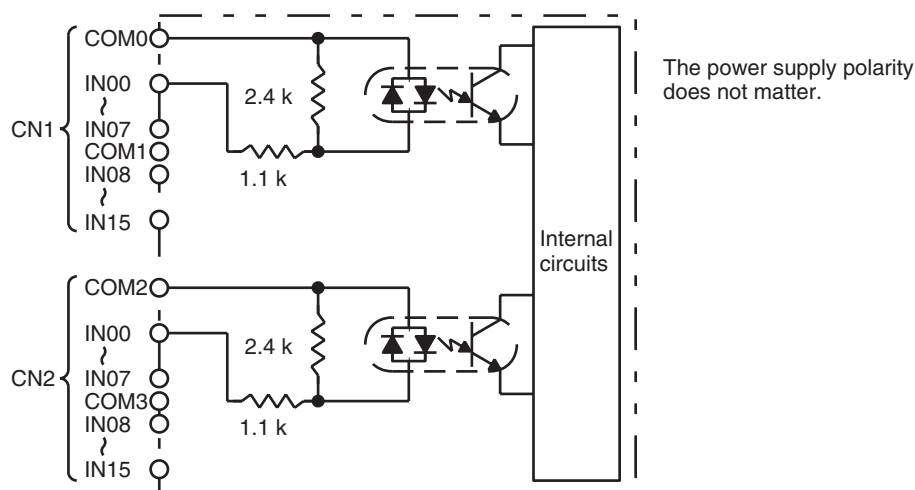 COM0
IN00
~
IN07
COM1
IN08
~
IN15
CN1
2.4 k
1.1 k
The power supply polarity
does not matter.
Internal
circuits
COM2
IN00
~
IN07
COM3
IN08
~
IN15
CN2
2.4 k
1.1 k